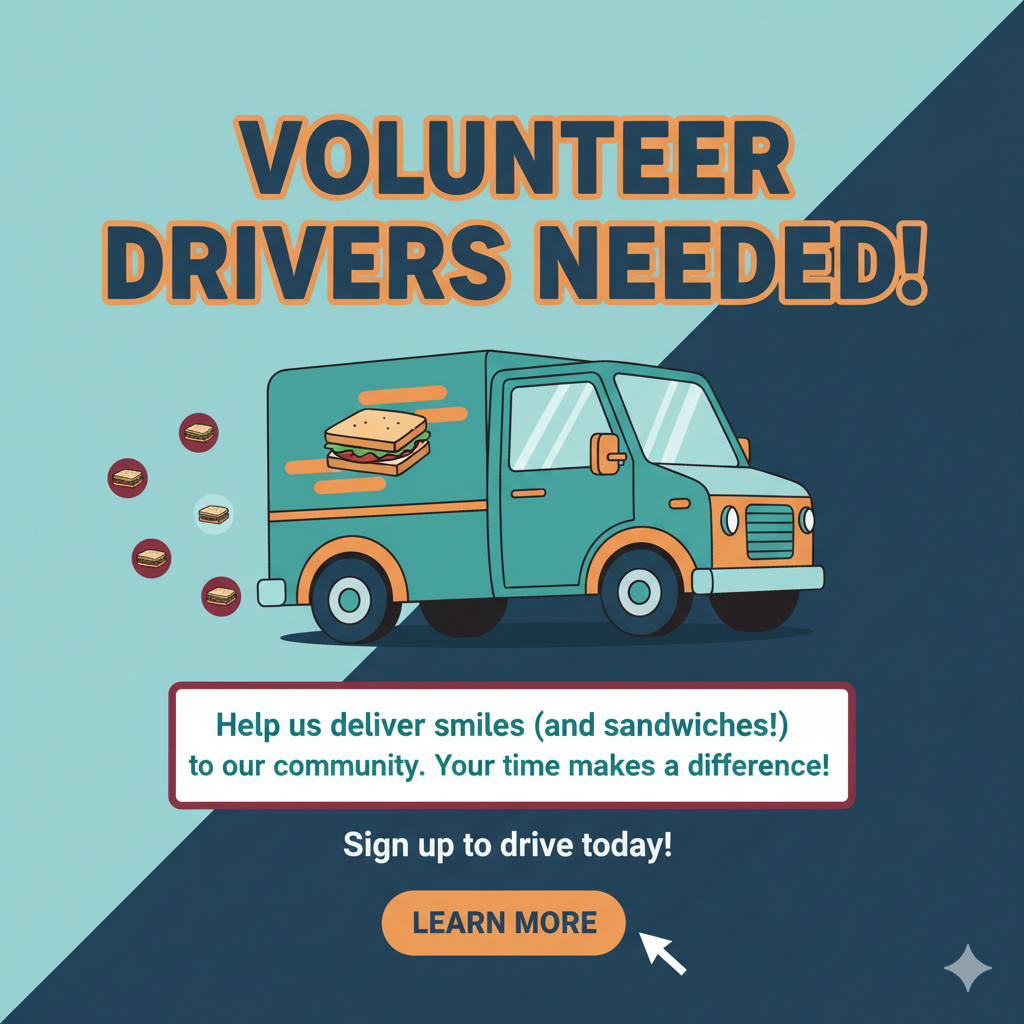 VOLUNTEER
DRIVERS NEEDED!
Help us deliver smiles (and sandwiches!)
to our community. Your time makes a difference!
Sign up to drive today!
LEARN MORE